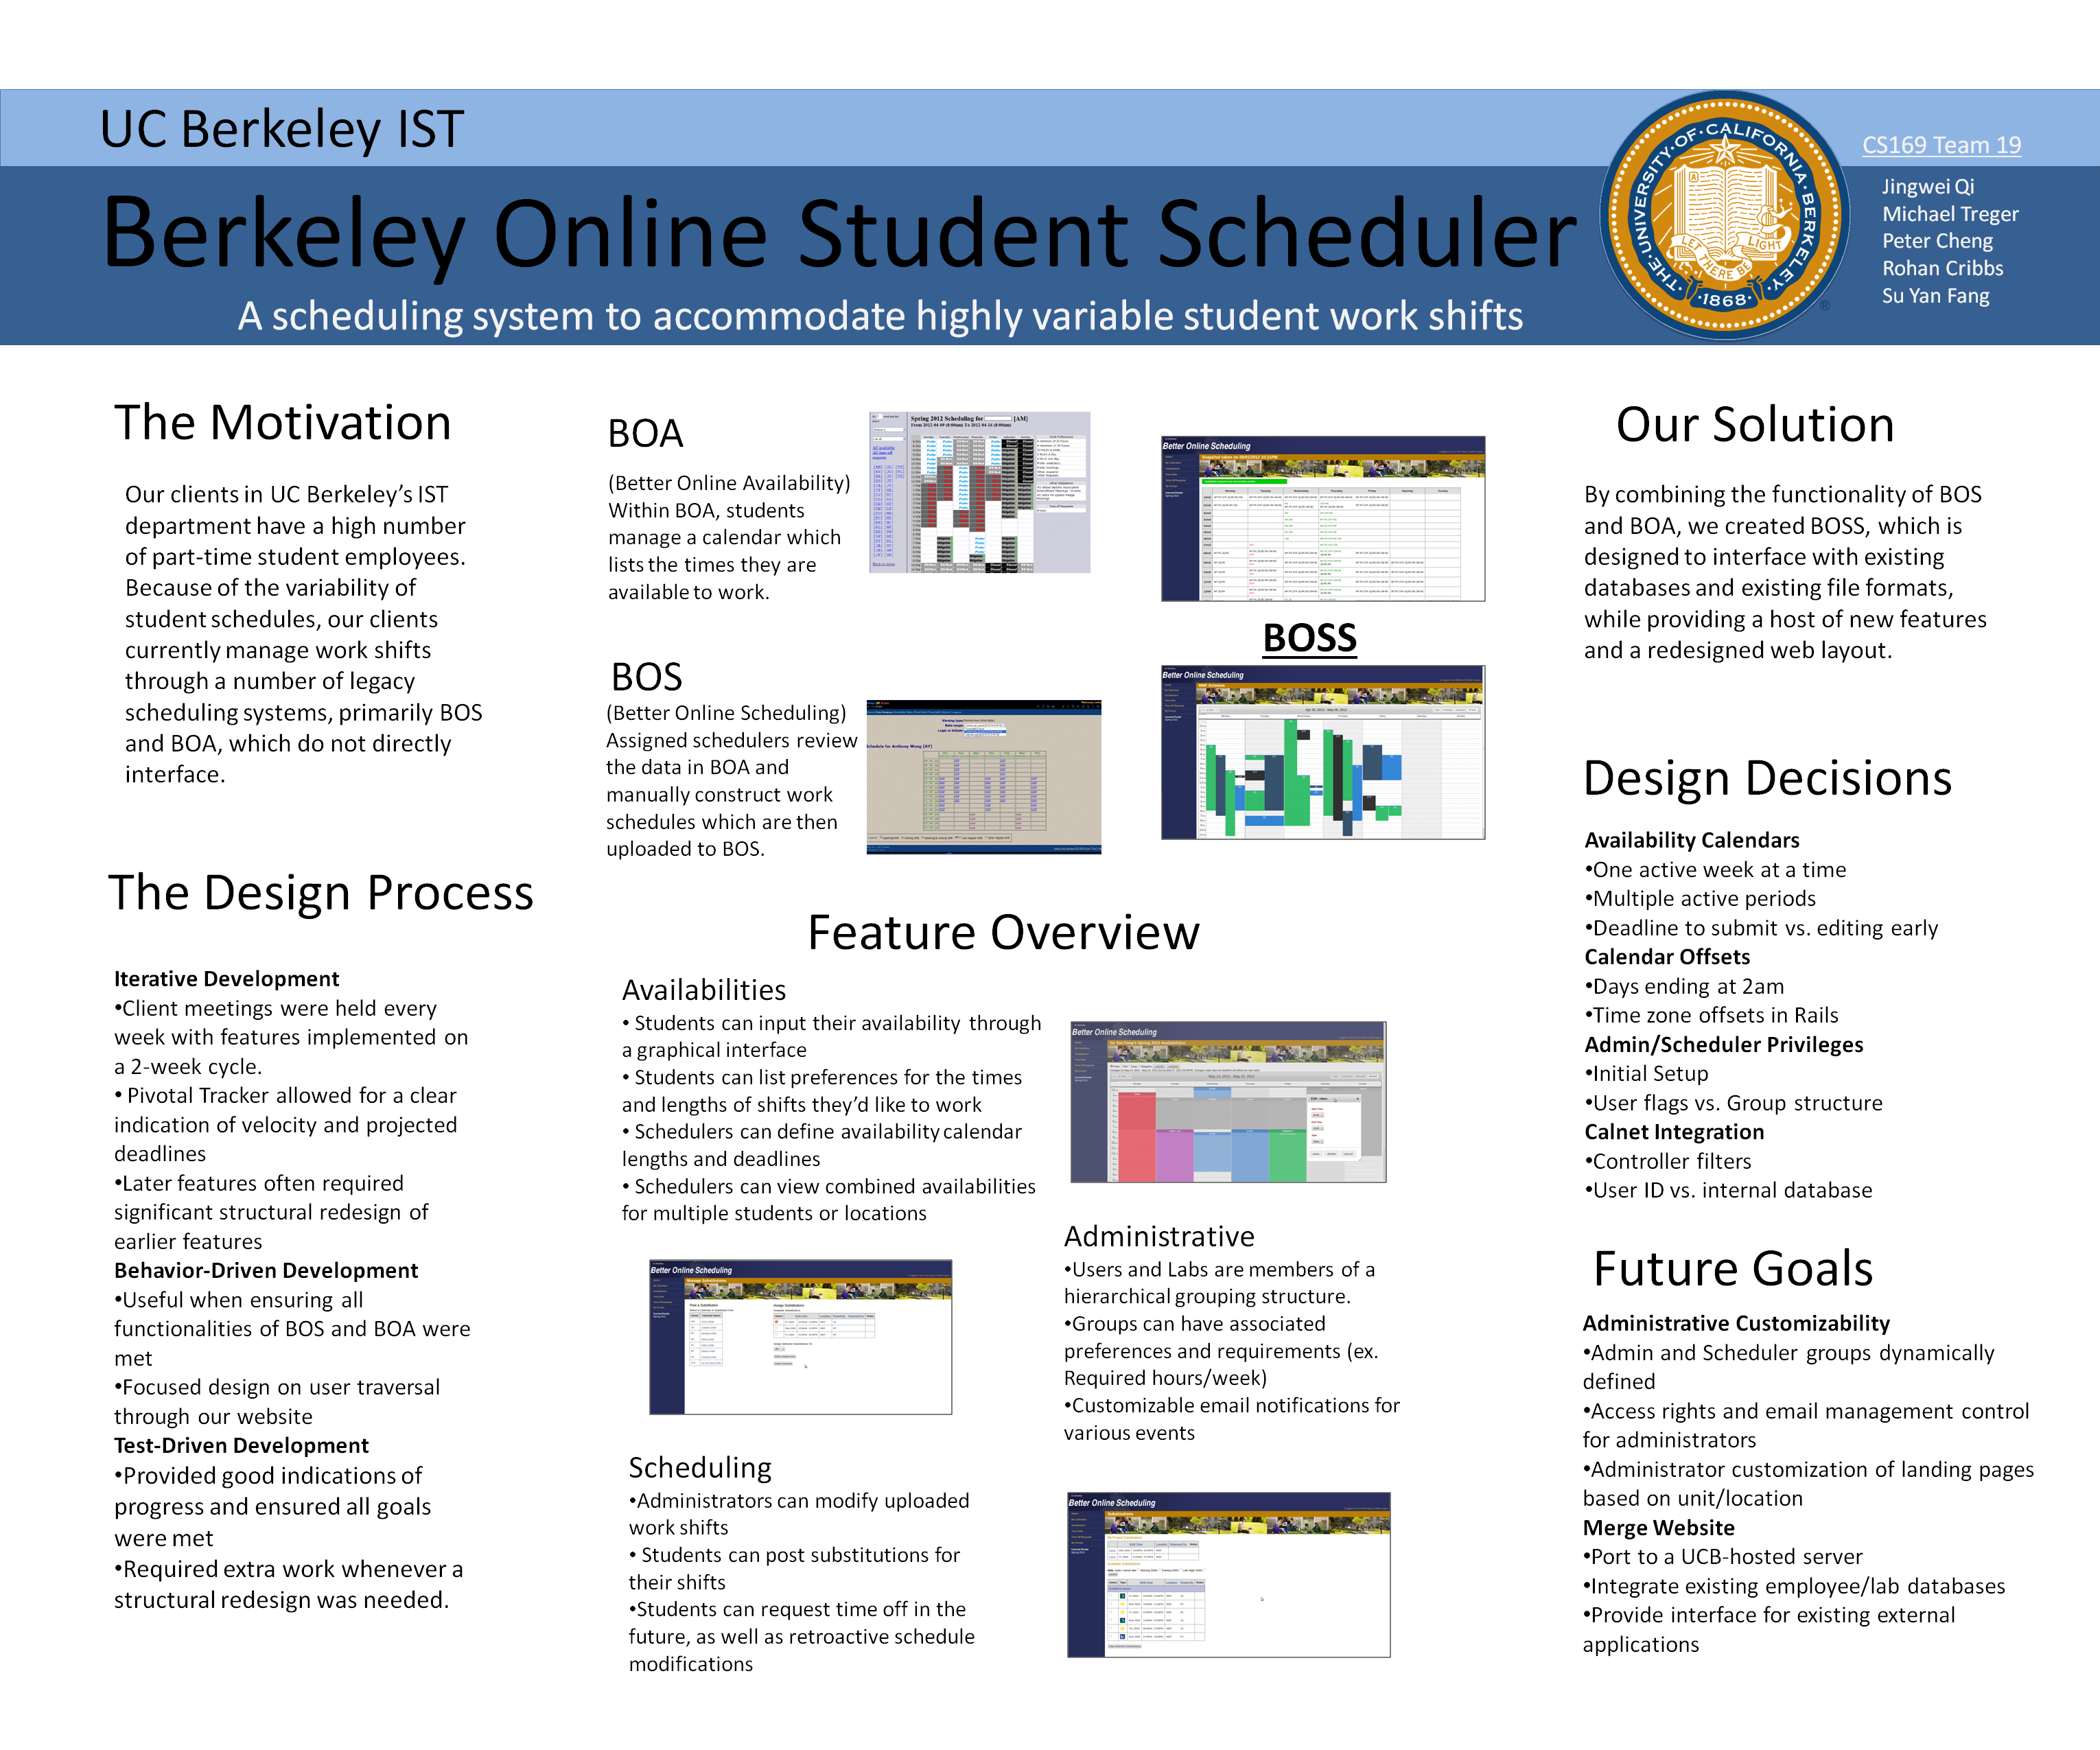 UC Berkeley IST
Berkeley Online Student Scheduler
A scheduling system to accommodate highly variable student work shifts
THE·UNIVERSITY·OF·CALIFORNIA·BERKELEY
LET THERE BE LIGHT
·1868·
CS169 Team 19
Jingwei Qi
Michael Treger
Peter Cheng
Rohan Cribbs
Su Yan Fang
The Motivation
Our clients in UC Berkeley’s IST
department have a high number
of part-time student employees.
Because of the variability of
student schedules, our clients
currently manage work shifts
through a number of legacy
scheduling systems, primarily BOS
and BOA, which do not directly
interface.
The Design Process
Iterative Development
•Client meetings were held every
week with features implemented on
a 2-week cycle.
• Pivotal Tracker allowed for a clear
indication of velocity and projected
deadlines
•Later features often required
significant structural redesign of
earlier features
Behavior-Driven Development
•Useful when ensuring all
functionalities of BOS and BOA were
met
•Focused design on user traversal
through our website
Test-Driven Development
•Provided good indications of
progress and ensured all goals
were met
•Required extra work whenever a
structural redesign was needed.
BOA
(Better Online Availability)
Within BOA, students
manage a calendar which
lists the times they are
available to work.
Spring 2012 Scheduling for [AM]
From 2012-04-09 (8:00am) To 2012-04-16 (8:00am)
BOS
(Better Online Scheduling)
Assigned schedulers review
the data in BOA and
manually construct work
schedules which are then
uploaded to BOS.
Better Online Scheduling
BOSS
Better Online Scheduling
Feature Overview
Availabilities
• Students can input their availability through
a graphical interface
• Students can list preferences for the times
and lengths of shifts they’d like to work
• Schedulers can define availability calendar
lengths and deadlines
• Schedulers can view combined availabilities
for multiple students or locations
Better Online Scheduling
Better Online Scheduling
Manage Substitutions
Scheduling
•Administrators can modify uploaded
work shifts
• Students can post substitutions for
their shifts
•Students can request time off in the
future, as well as retroactive schedule
modifications
Administrative
•Users and Labs are members of a
hierarchical grouping structure.
•Groups can have associated
preferences and requirements (ex.
Required hours/week)
•Customizable email notifications for
various events
Better Online Scheduling
Substitutions
Our Solution
By combining the functionality of BOS
and BOA, we created BOSS, which is
designed to interface with existing
databases and existing file formats,
while providing a host of new features
and a redesigned web layout.
Design Decisions
Availability Calendars
•One active week at a time
•Multiple active periods
•Deadline to submit vs. editing early
Calendar Offsets
•Days ending at 2am
•Time zone offsets in Rails
Admin/Scheduler Privileges
•Initial Setup
•User flags vs. Group structure
Calnet Integration
•Controller filters
•User ID vs. internal database
Future Goals
Administrative Customizability
•Admin and Scheduler groups dynamically
defined
•Access rights and email management control
for administrators
•Administrator customization of landing pages
based on unit/location
Merge Website
•Port to a UCB-hosted server
•Integrate existing employee/lab databases
•Provide interface for existing external
applications